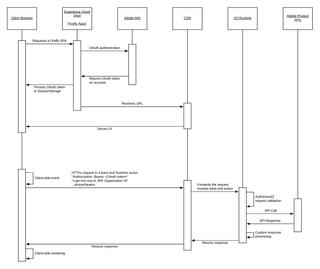 Client Browser
Experience Cloud
Shell
"Firefly Apps"
Adobe IMS
CDN
I/O Runtime
Adobe Product
APIs
Requests a Firefly SPA
OAuth authentication
Returns OAuth token
on success
Persists OAuth token
in SessionStorage
Resolves URL
Serves UI
Client-side event
HTTPs request to a back-end Runtime action
"Authorization: Bearer <OAuth-token>"
"x-gw-ims-org-id: IMS Organization Id"
...ActionParams
Forwards the request
Invokes back-end action
AuthN/AuthZ
request validation
API Call
API Response
Custom response
processing
Returns response
Returns response
Client-side rendering